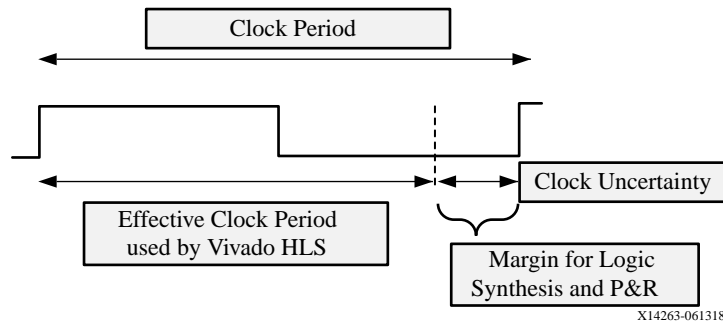 Clock Period
Clock Uncertainty
Effective Clock Period
used by Vivado HLS
Margin for Logic
Synthesis and P&R
X14263-061318